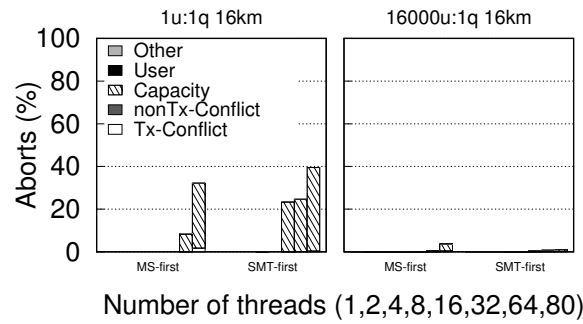 1u:1q 16km
16000u:1q 16km
Aborts (%)
100
80
60
40
20
0
Other
User
Capacity
nonTx-Conflict
Tx-Conflict
MS-first
SMT-first
MS-first
SMT-first
Number of threads (1,2,4,8,16,32,64,80)